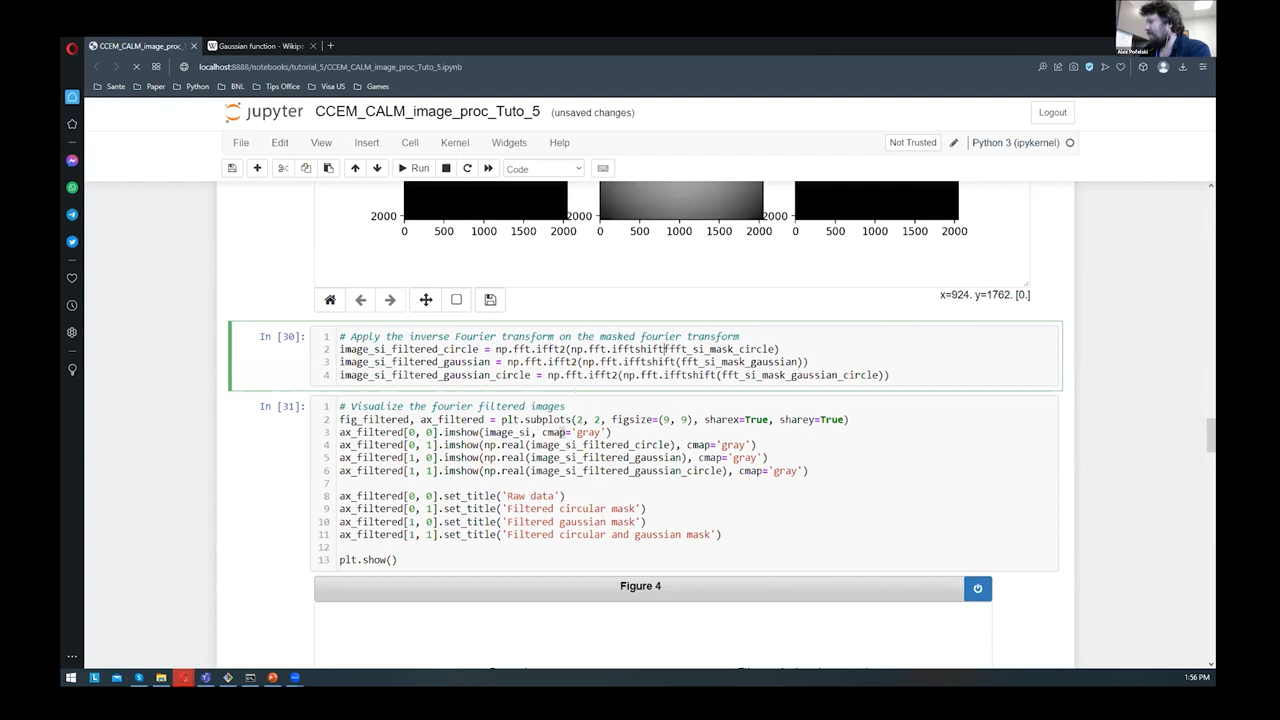 Alex Pofelski
CCEM_CALM_image_proc_
Gaussian function - Wikipe
localhost:8888/notebooks/tutorial_5/CCEM_CALM_image_proc_Tuto_5.ipynb
Sante
Paper
Python
BNL
Tips Office
Visa US
Games
jupyter
CCEM_CALM_image_proc_Tuto_5
(unsaved changes)
Logout
File
Edit
View
Insert
Cell
Kernel
Widgets
Help
Not Trusted
Python 3 (ipykernel)
Run
Code
2000
2000
2000
0 500 1000 1500 2000
0 500 1000 1500 2000
0 500 1000 1500 2000
x=924. y=1762. [0.]
In [30]:
1 # Apply the inverse Fourier transform on the masked fourier transform
2 image_si_filtered_circle = np.fft.ifft2(np.fft.ifftshift(fft_si_mask_circle)
3 image_si_filtered_gaussian = np.fft.ifft2(np.fft.ifftshift(fft_si_mask_gaussian))
4 image_si_filtered_gaussian_circle = np.fft.ifft2(np.fft.ifftshift(fft_si_mask_gaussian_circle))
In [31]:
1 # Visualize the fourier filtered images
2 fig_filtered, ax_filtered = plt.subplots(2, 2, figsize=(9, 9), sharex=True, sharey=True)
3 ax_filtered[0, 0].imshow(image_si, cmap='gray')
4 ax_filtered[0, 1].imshow(np.real(image_si_filtered_circle), cmap='gray')
5 ax_filtered[1, 0].imshow(np.real(image_si_filtered_gaussian), cmap='gray')
6 ax_filtered[1, 1].imshow(np.real(image_si_filtered_gaussian_circle), cmap='gray')
7
8 ax_filtered[0, 0].set_title('Raw data')
9 ax_filtered[0, 1].set_title('Filtered circular mask')
10 ax_filtered[1, 0].set_title('Filtered gaussian mask')
11 ax_filtered[1, 1].set_title('Filtered circular and gaussian mask')
12
13 plt.show()
Figure 4
1:56 PM